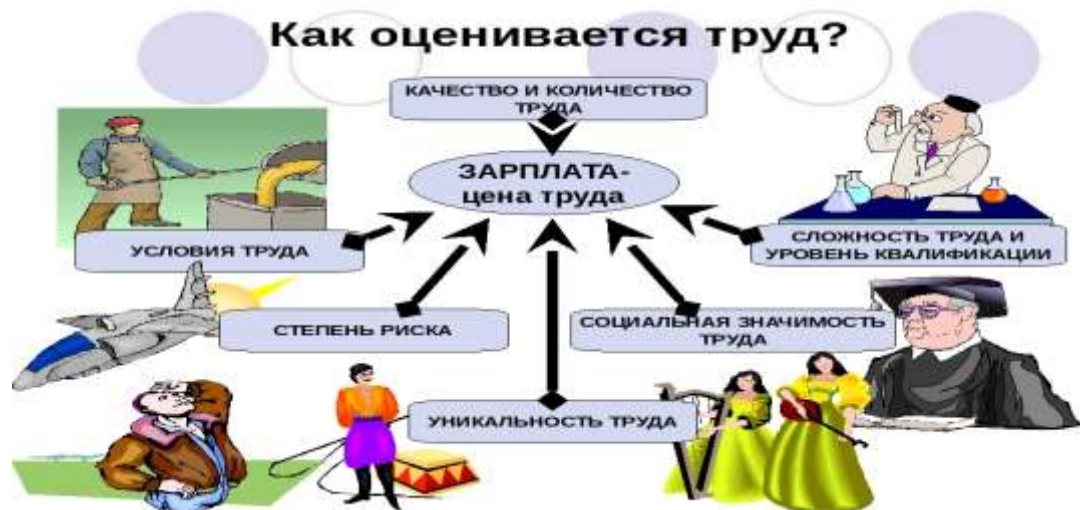 Как оценивается труд?
КАЧЕСТВО И КОЛИЧЕСТВО
ТРУДА
ЗАРПЛАТА-
цена труда
УСЛОВИЯ ТРУДА
СЛОЖНОСТЬ ТРУДА И
УРОВЕНЬ КВАЛИФИКАЦИИ
СТЕПЕНЬ РИСКА
СОЦИАЛЬНАЯ ЗНАЧИМОСТЬ
ТРУДА
УНИКАЛЬНОСТЬ ТРУДА